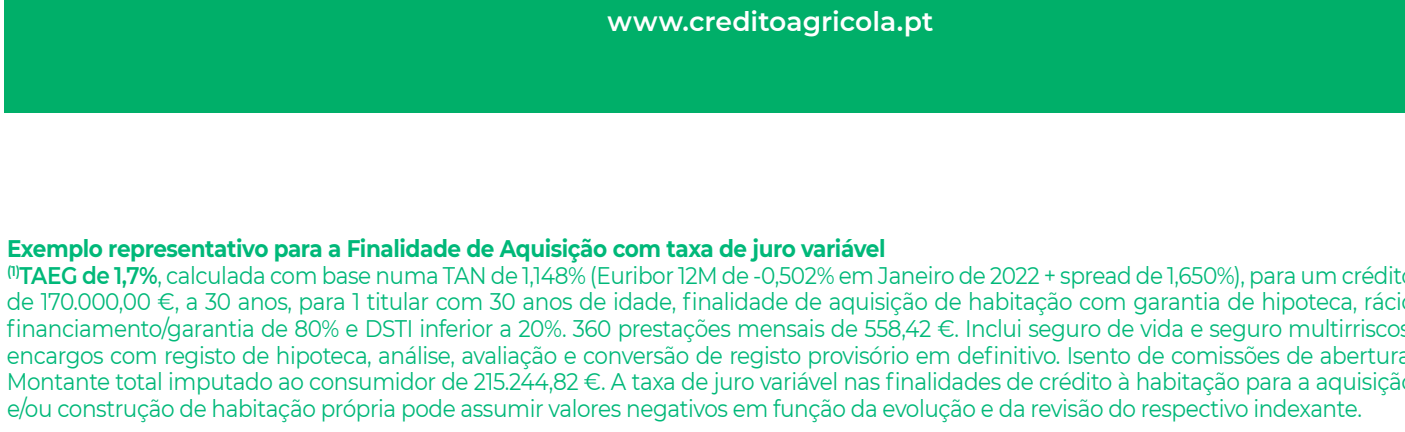 www.creditoagricola.pt
Exemplo representativo para a Finalidade de Aquisição com taxa de juro variável
(1)TAEG de 1,7%, calculada com base numa TAN de 1,148% (Euribor 12M de -0,502% em Janeiro de 2022 + spread de 1,650%), para um crédito
de 170.000,00 €, a 30 anos, para 1 titular com 30 anos de idade, finalidade de aquisição de habitação com garantia de hipoteca, rácio
financiamento/garantia de 80% e DSTI inferior a 20%. 360 prestações mensais de 558,42 €. Inclui seguro de vida e seguro multirriscos
encargos com registo de hipoteca, análise, avaliação e conversão de registo provisório em definitivo. Isento de comissões de abertura
Montante total imputado ao consumidor de 215.244,82 €. A taxa de juro variável nas finalidades de crédito à habitação para a aquisição
e/ou construção de habitação própria pode assumir valores negativos em função da evolução e da revisão do respectivo indexante.